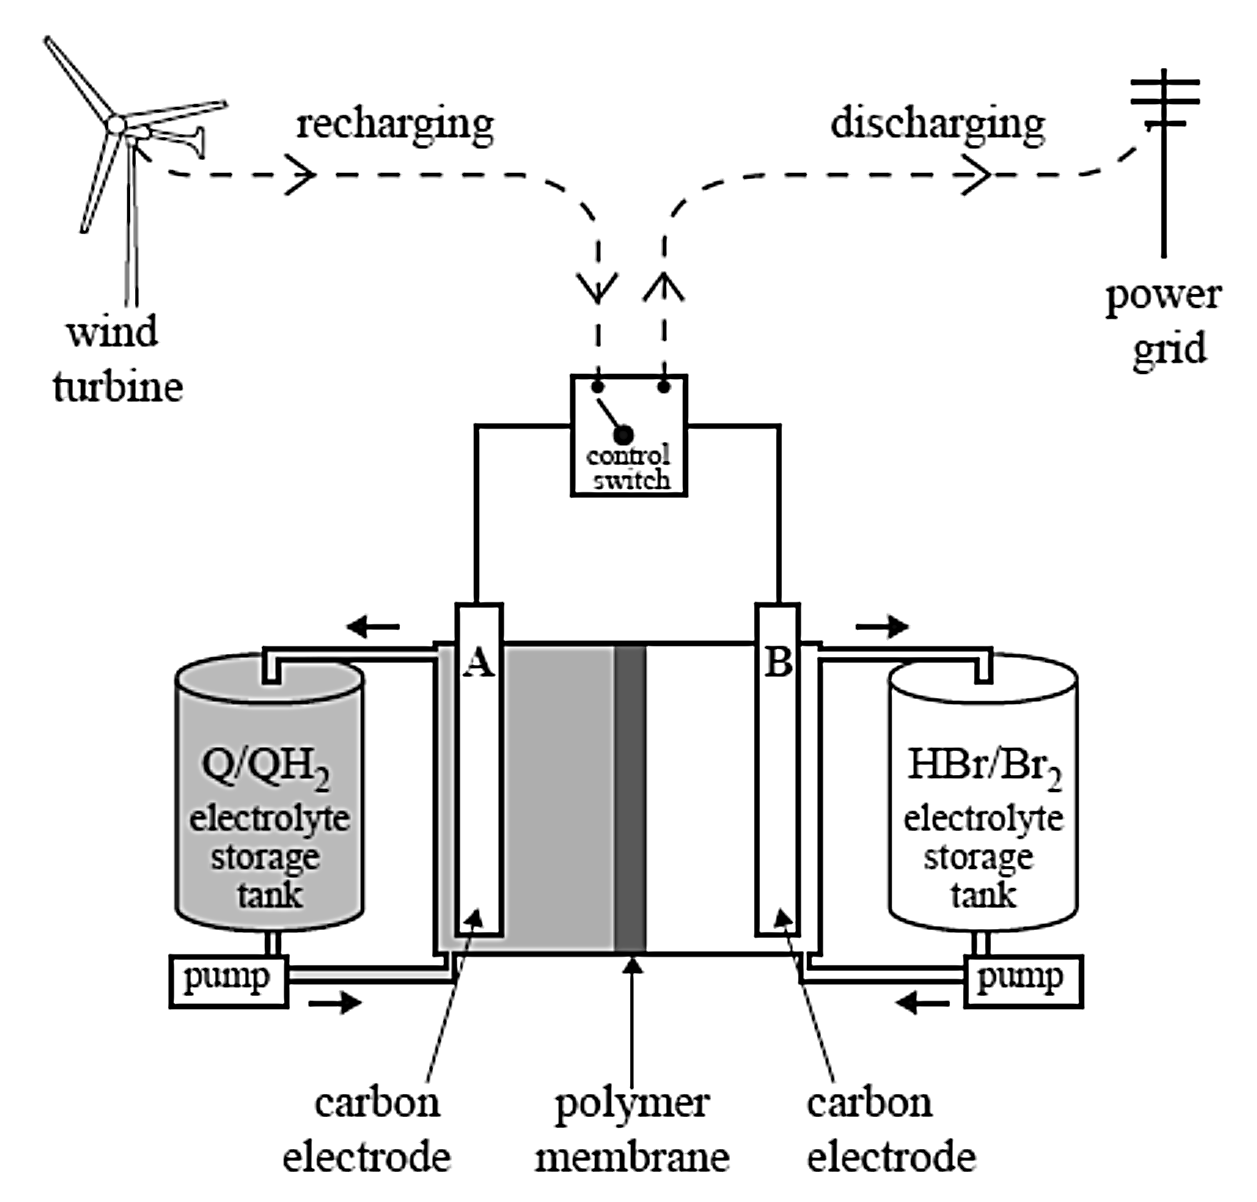 recharging
discharging
wind
turbine
power
grid
control
switch
A
B
Q/QH₂
electrolyte
storage
tank
HBr/Br₂
electrolyte
storage
tank
pump
pump
carbon
electrode
polymer
membrane
carbon
electrode